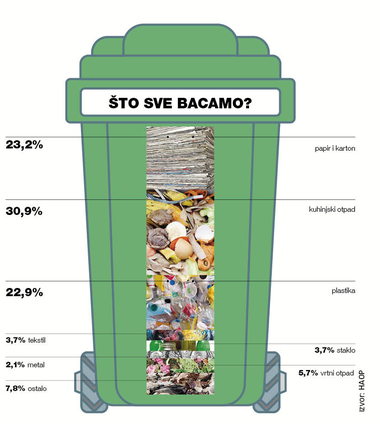 ŠTO SVE BACAMO?
23,2%
papir i karton
30,9%
kuhinjski otpad
22,9%
plastika
3,7% tekstil
3,7% staklo
2,1% metal
5,7% vrtni otpad
7,8% ostalo
Izvor: HAOP